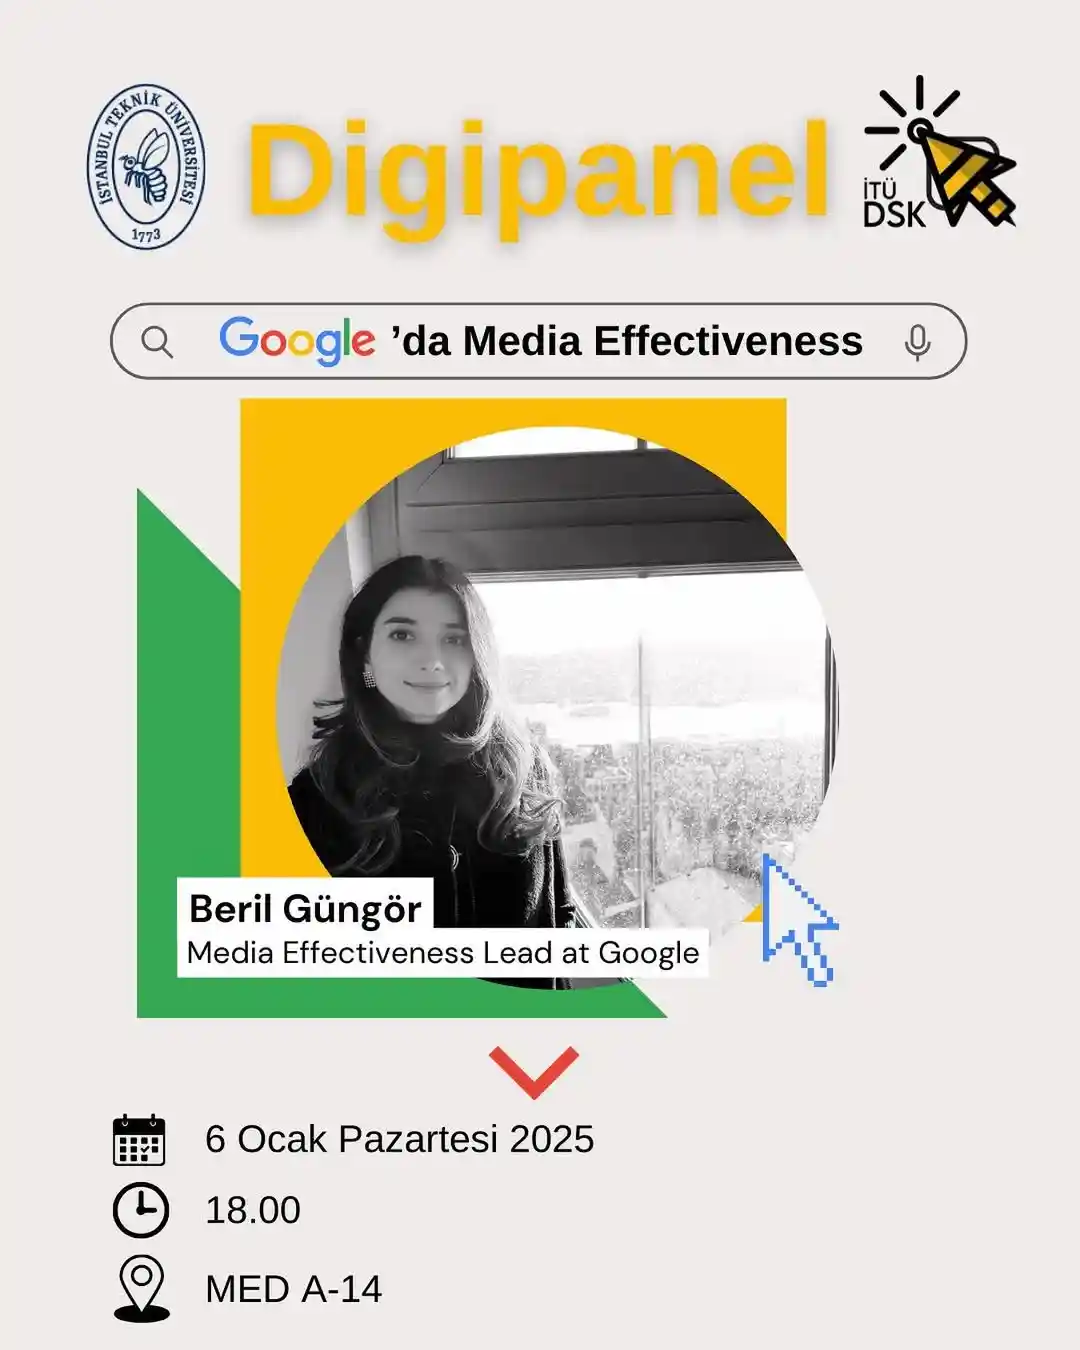 İSTANBUL TEKNİK ÜNİVERSİTESİ
1773
Digipanel
İTÜ
DSK
Google 'da Media Effectiveness
Beril Güngör
Media Effectiveness Lead at Google
6 Ocak Pazartesi 2025
18.00
MED A-14